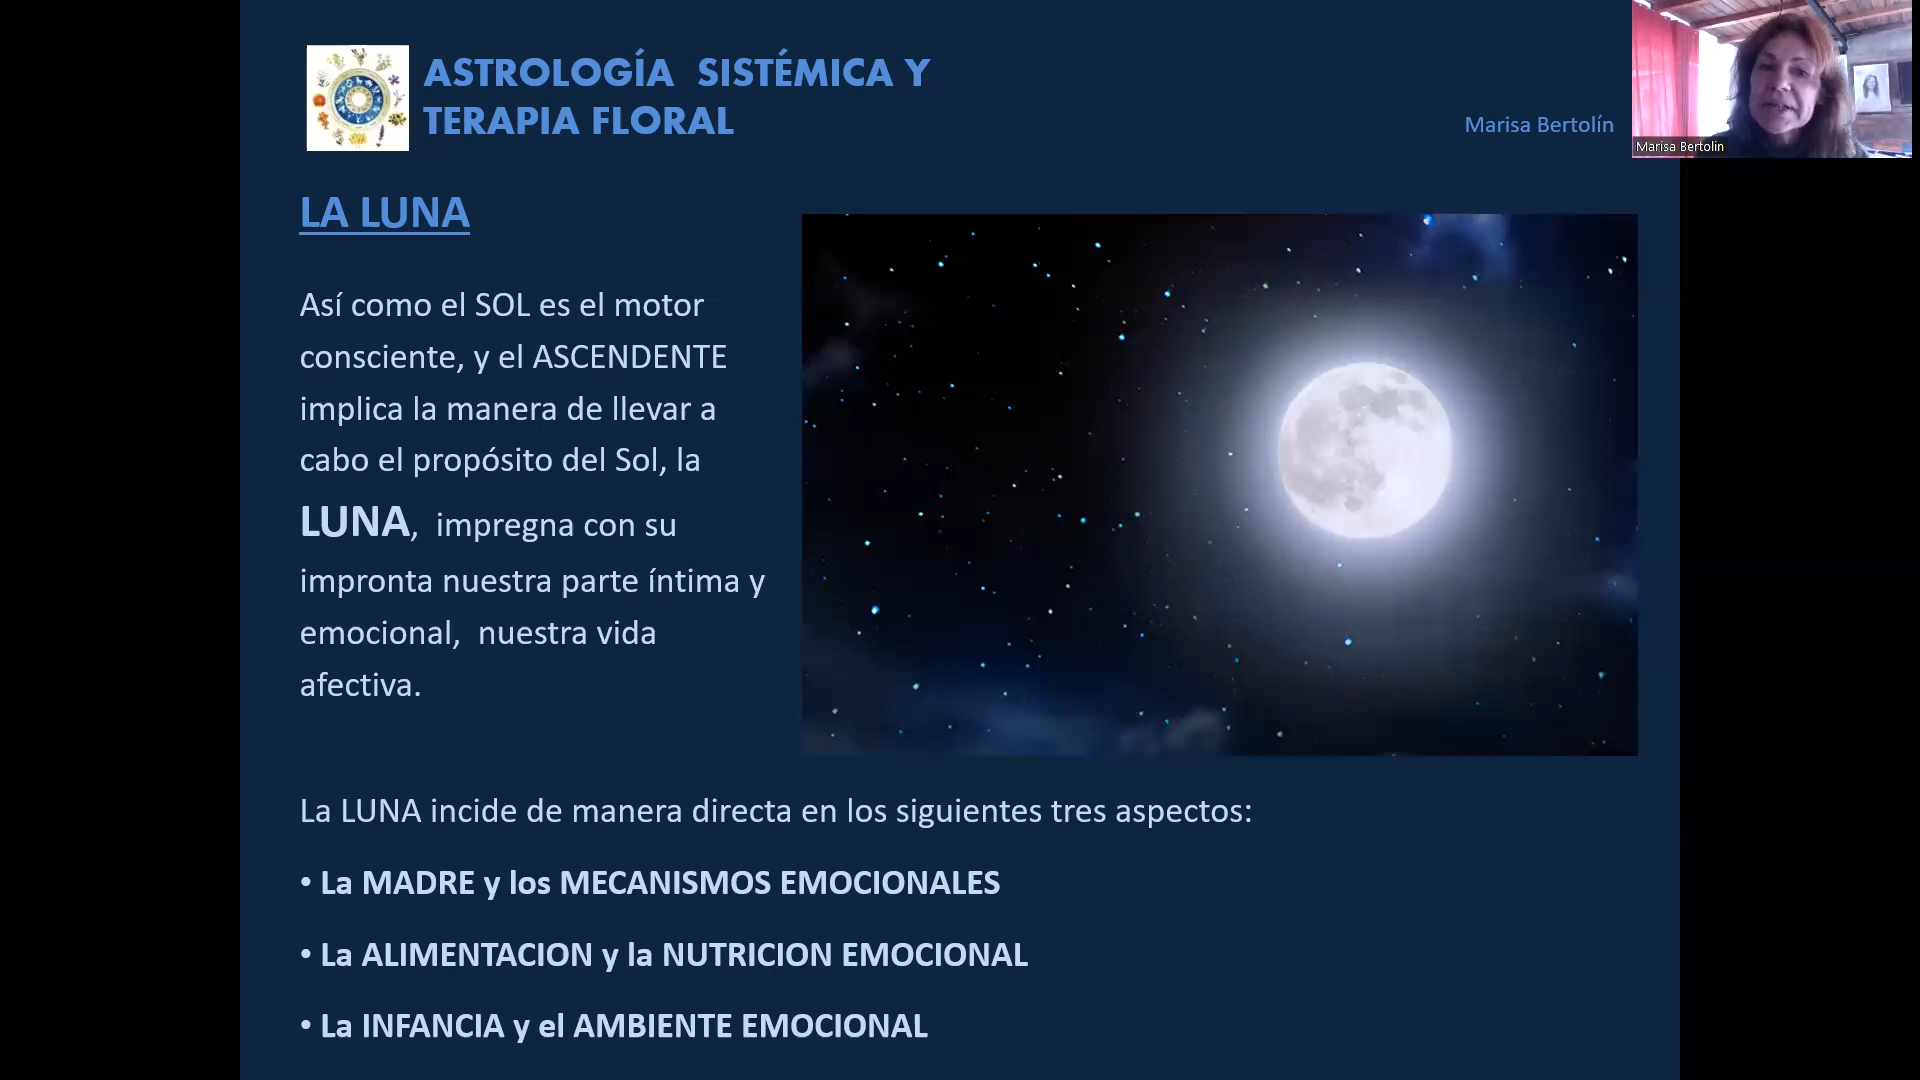 ASTROLOGÍA SISTÉMICA Y
TERAPIA FLORAL
Marisa Bertolín
Marisa Bertolin
LA LUNA
Así como el SOL es el motor
consciente, y el ASCENDENTE
implica la manera de llevar a
cabo el propósito del Sol, la
LUNA, impregna con su
impronta nuestra parte íntima y
emocional, nuestra vida
afectiva.
La LUNA incide de manera directa en los siguientes tres aspectos:
• La MADRE y los MECANISMOS EMOCIONALES
• La ALIMENTACION y la NUTRICION EMOCIONAL
• La INFANCIA y el AMBIENTE EMOCIONAL